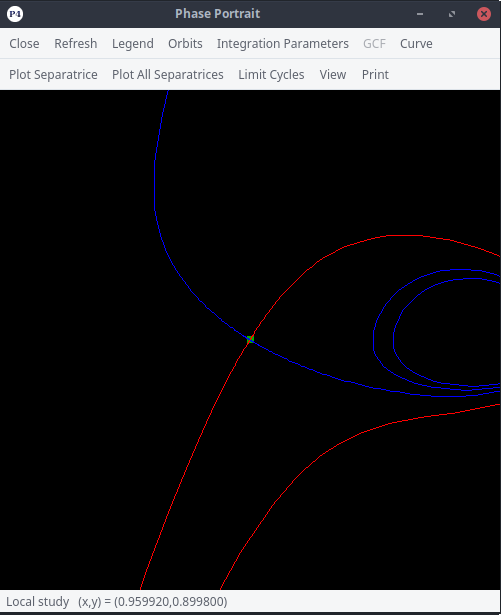 P4 Phase Portrait
Close Refresh Legend Orbits Integration Parameters GCF Curve
Plot Separatrice Plot All Separatrices Limit Cycles View Print
Local study (x,y) = (0.959920,0.899800)